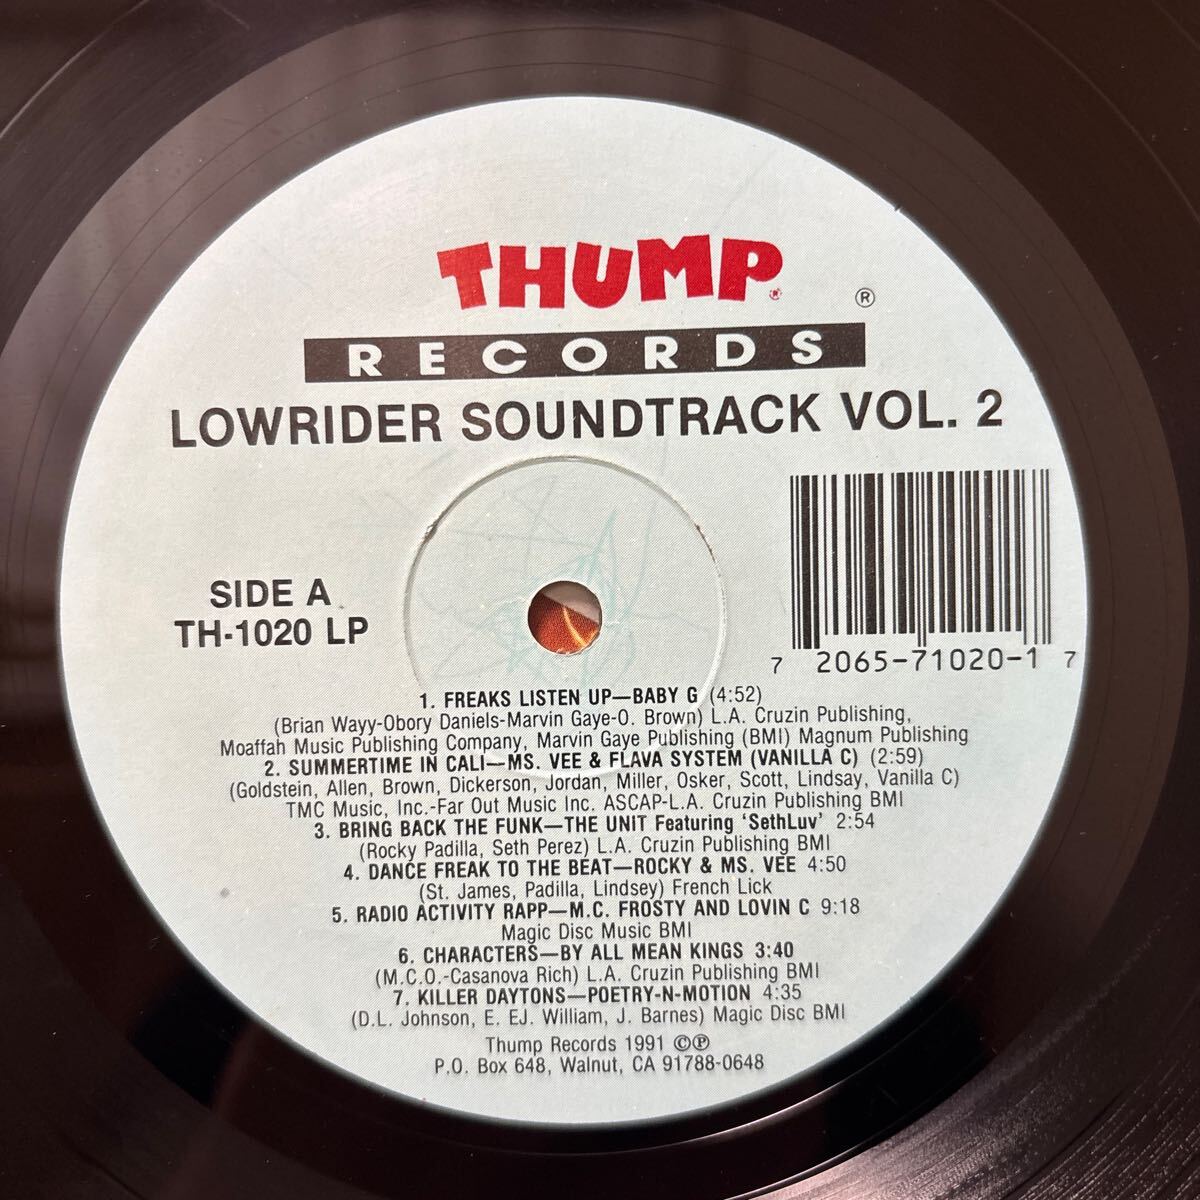 THUMP
®
RECORDS
LOWRIDER SOUNDTRACK VOL. 2
SIDE A
TH-1020 LP
7 2065-71020-1 7
1. FREAKS LISTEN UP—BABY G (4:52)
(Brian Wayy-Obory Daniels-Marvin Gaye-O. Brown) L.A. Cruzin Publishing,
Moaffah Music Publishing Company, Marvin Gaye Publishing (BMI) Magnum Publishing
2. SUMMERTIME IN CALI—MS. VEE & FLAVA SYSTEM (VANILLA C) (2:59)
(Goldstein, Allen, Brown, Dickerson, Jordan, Miller, Osker, Scott, Lindsay, Vanilla C)
TMC Music, Inc.-Far Out Music Inc. ASCAP-L.A. Cruzin Publishing BMI
3. BRING BACK THE FUNK—THE UNIT Featuring ‘SethLuv’ 2:54
(Rocky Padilla, Seth Perez) L.A. Cruzin Publishing BMI
4. DANCE FREAK TO THE BEAT—ROCKY & MS. VEE 4:50
(St. James, Padilla, Lindsey) French Lick
5. RADIO ACTIVITY RAPP—M.C. FROSTY AND LOVIN C 9:18
Magic Disc Music BMI
6. CHARACTERS—BY ALL MEAN KINGS 3:40
(M.C.O.-Casanova Rich) L.A. Cruzin Publishing BMI
7. KILLER DAYTONS—POETRY-N-MOTION 4:35
(D.L. Johnson, E. EJ. William, J. Barnes) Magic Disc BMI
Thump Records 1991 ©℗
P.O. Box 648, Walnut, CA 91788-0648